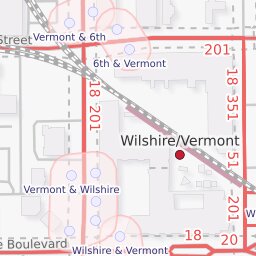 Vermont & 6th
Street
201
6th & Vermont
18
351
18
201
Wilshire/Vermont
51
Vermont & Wilshire
201
e Boulevard
18
20
Wilshire & Vermont